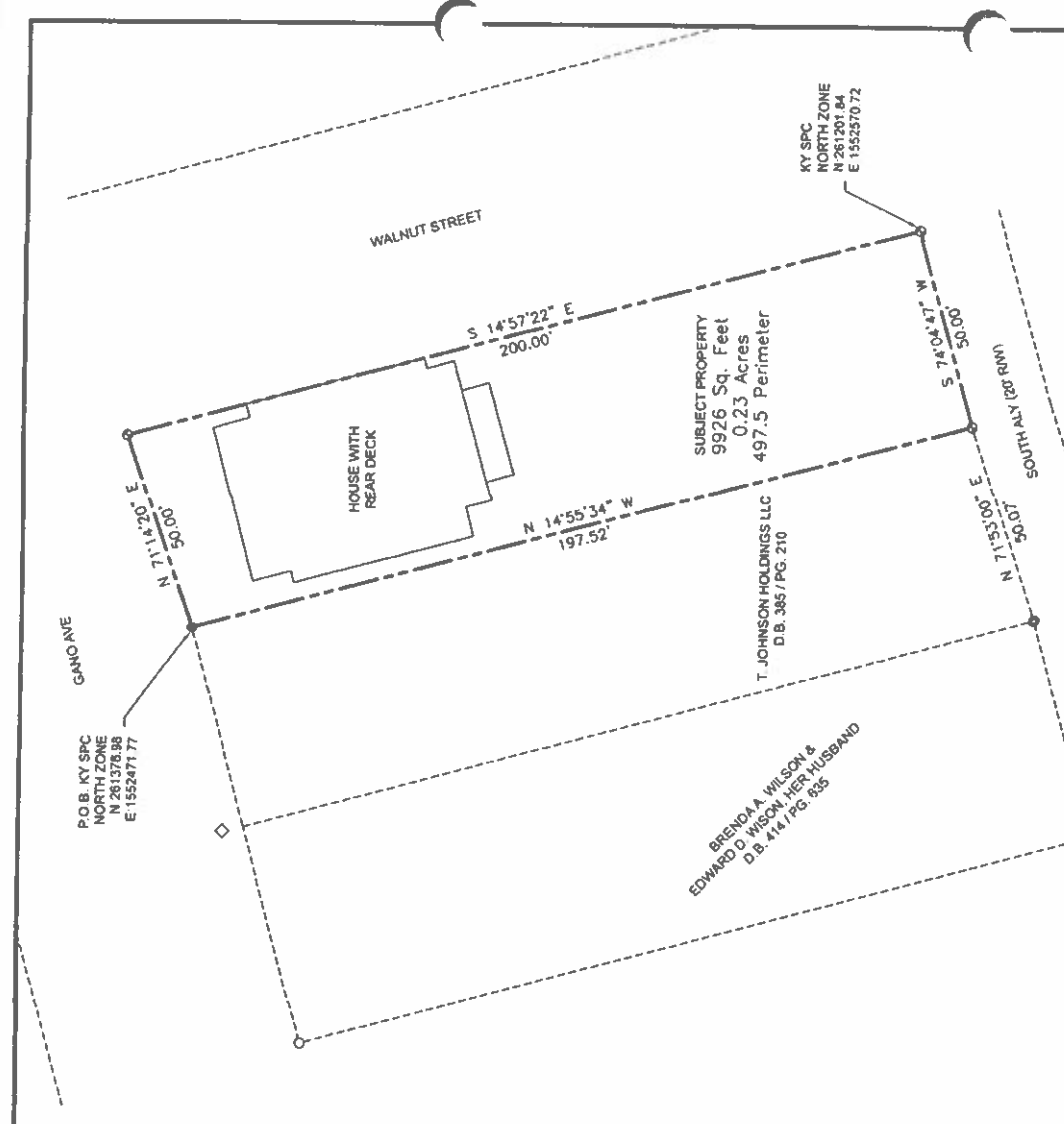 GANO AVE
P.O.B. KY SPC
NORTH ZONE
N 261378.98
E:1552471.77
N 71°14'20" E
50.00'
WALNUT STREET
KY SPC
NORTH ZONE
N:261201.84
E 1552570.72
S 14°57'22" E
200.00'
HOUSE WITH
REAR DECK
SUBJECT PROPERTY
9926 Sq. Feet
0.23 Acres
497.5 Perimeter
S 74°04'47" W
50.00'
N 14°55'34" W
197.52'
T. JOHNSON HOLDINGS LLC
D.B. 385 / PG. 210
N 71°53'00" E
50.07'
SOUTH ALY (20' R/W)
BRENDA A. WILSON &
EDWARD D. WISON, HER HUSBAND
D.B. 414 / PG. 635